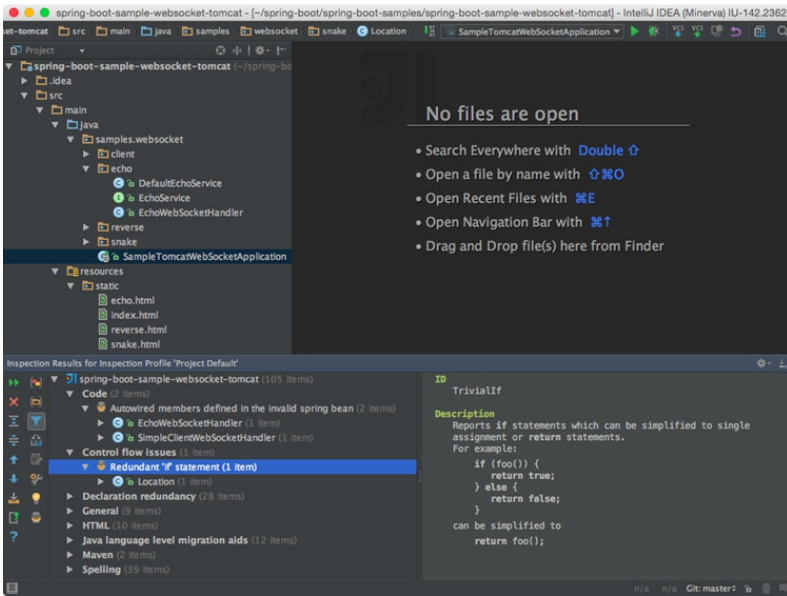 spring-boot-sample-websocket-tomcat - [~/spring-boot/spring-boot-samples/spring-boot-sample-websocket-tomcat] - IntelliJ IDEA (Minerva) IU-142.2362
et-tomcat src main java samples websocket snake Location SampleTomcatWebSocketApplication VCS VCS
Project
spring-boot-sample-websocket-tomcat (~/spring-bo
.idea
src
main
java
samples.websocket
client
echo
DefaultEchoService
EchoService
EchoWebSocketHandler
reverse
snake
SampleTomcatWebSocketApplication
resources
static
echo.html
index.html
reverse.html
snake.html
No files are open
• Search Everywhere with Double ⇧
• Open a file by name with ⇧⌘O
• Open Recent Files with ⌘E
• Open Navigation Bar with ⌘↑
• Drag and Drop file(s) here from Finder
Inspection Results for Inspection Profile 'Project Default'
spring-boot-sample-websocket-tomcat (105 items)
Code (2 items)
Autowired members defined in the invalid spring bean (2 items)
EchoWebSocketHandler (1 item)
SimpleClientWebSocketHandler (1 item)
Control flow issues (1 item)
Redundant 'if' statement (1 item)
Location (1 item)
Declaration redundancy (28 items)
General (9 items)
HTML (10 items)
Java language level migration aids (12 items)
Maven (2 items)
Spelling (39 items)
ID
TrivialIf
Description
Reports if statements which can be simplified to single
assignment or return statements.
For example:
if (foo()) {
return true;
} else {
return false;
}
can be simplified to
return foo();
n/a n/a Git: master